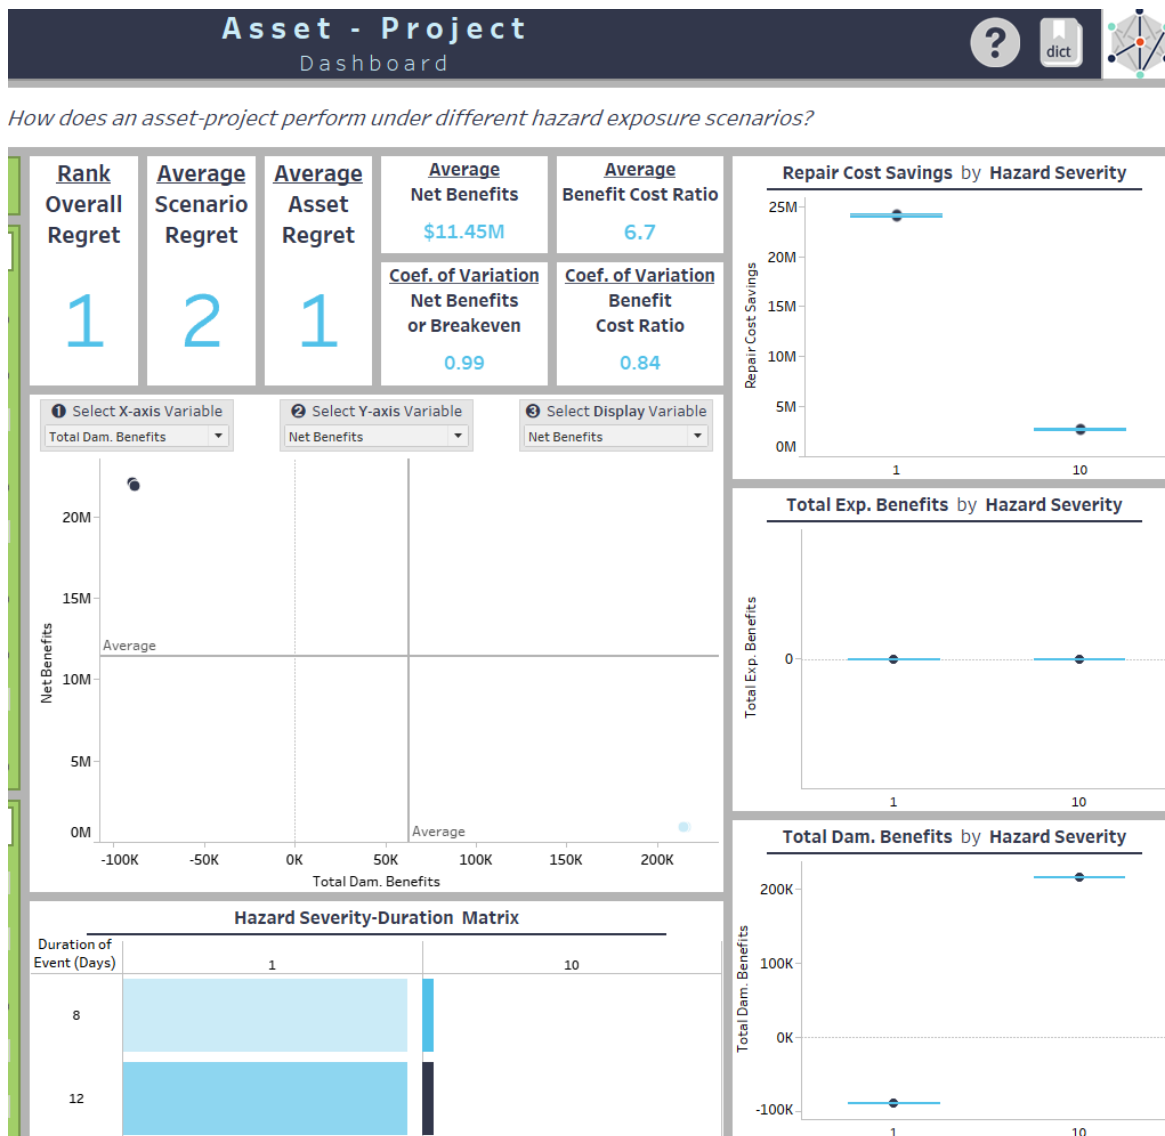 Asset - Project
Dashboard
?
dict
How does an asset-project perform under different hazard exposure scenarios?
Rank
Overall
Regret
1
Average
Scenario
Regret
2
Average
Asset
Regret
1
Average
Net Benefits
$11.45M
Average
Benefit Cost Ratio
6.7
Coef. of Variation
Net Benefits
or Breakeven
0.99
Coef. of Variation
Benefit
Cost Ratio
0.84
❶ Select X-axis Variable
Total Dam. Benefits
❷ Select Y-axis Variable
Net Benefits
❸ Select Display Variable
Net Benefits
20M
15M
10M
5M
0M
Net Benefits
Average
Average
-100K -50K 0K 50K 100K 150K 200K
Total Dam. Benefits
Hazard Severity-Duration Matrix
Duration of
Event (Days)
1 10
8
12
Repair Cost Savings by Hazard Severity
25M
20M
15M
10M
5M
0M
Repair Cost Savings
1 10
Total Exp. Benefits by Hazard Severity
0
Total Exp. Benefits
1 10
Total Dam. Benefits by Hazard Severity
200K
100K
0K
-100K
Total Dam. Benefits
1 10